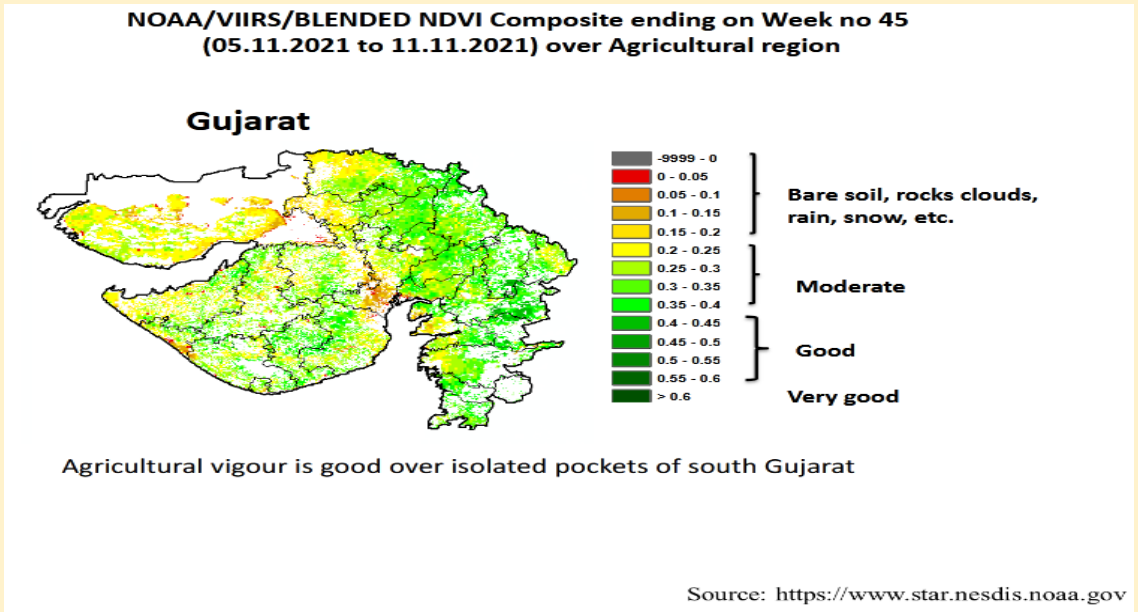 NOAA/VIIRS/BLENDED NDVI Composite ending on Week no 45
(05.11.2021 to 11.11.2021) over Agricultural region
Gujarat
-9999 - 0
0 - 0.05
0.05 - 0.1
0.1 - 0.15
0.15 - 0.2
0.2 - 0.25
0.25 - 0.3
0.3 - 0.35
0.35 - 0.4
0.4 - 0.45
0.45 - 0.5
0.5 - 0.55
0.55 - 0.6
> 0.6
Bare soil, rocks clouds,
rain, snow, etc.
Moderate
Good
Very good
Agricultural vigour is good over isolated pockets of south Gujarat
Source: https://www.star.nesdis.noaa.gov